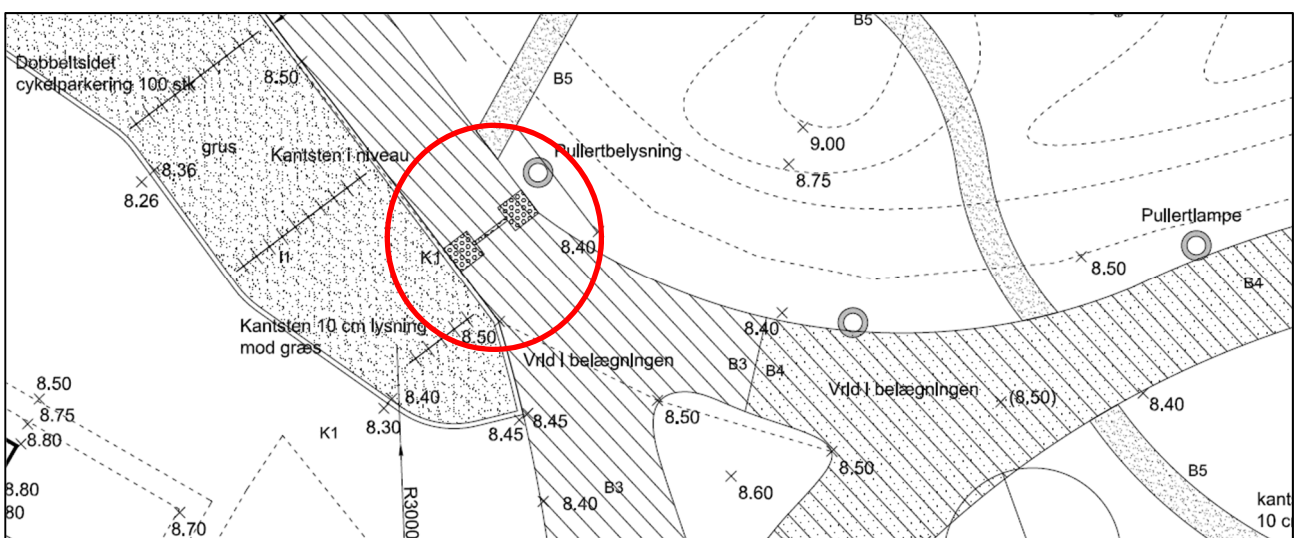 B5
B5
Dobbeltsidet
cykelparkering 100 stk
8.50
grus
Kantsten i niveau
Pullertbelysning
9.00
8.75
8.36
8.26
Pullertlampe
8.40
K1
I1
8.50
B4
Kantsten 10 cm lysning
mod græs
8.50
8.40
Vrid i belægningen
B3
B4
Vrid i belægningen
(8.50)
8.40
8.50
8.75
8.80
8.40
8.30
8.45
8.45
8.50
K1
8.50
B5
8.60
8.80
80
8.70
R3000
B3
8.40
kant
10 c